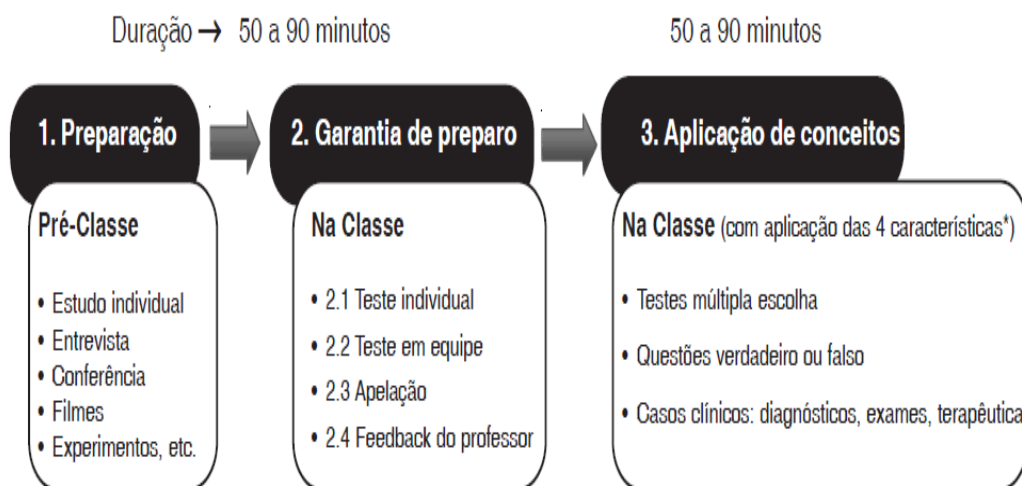 Duração → 50 a 90 minutos
50 a 90 minutos
1. Preparação
2. Garantia de preparo
3. Aplicação de conceitos
Pré-Classe
• Estudo individual
• Entrevista
• Conferência
• Filmes
• Experimentos, etc.
Na Classe
• 2.1 Teste individual
• 2.2 Teste em equipe
• 2.3 Apelação
• 2.4 Feedback do professor
Na Classe (com aplicação das 4 características*)
• Testes múltipla escolha
• Questões verdadeiro ou falso
• Casos clínicos: diagnósticos, exames, terapêutica